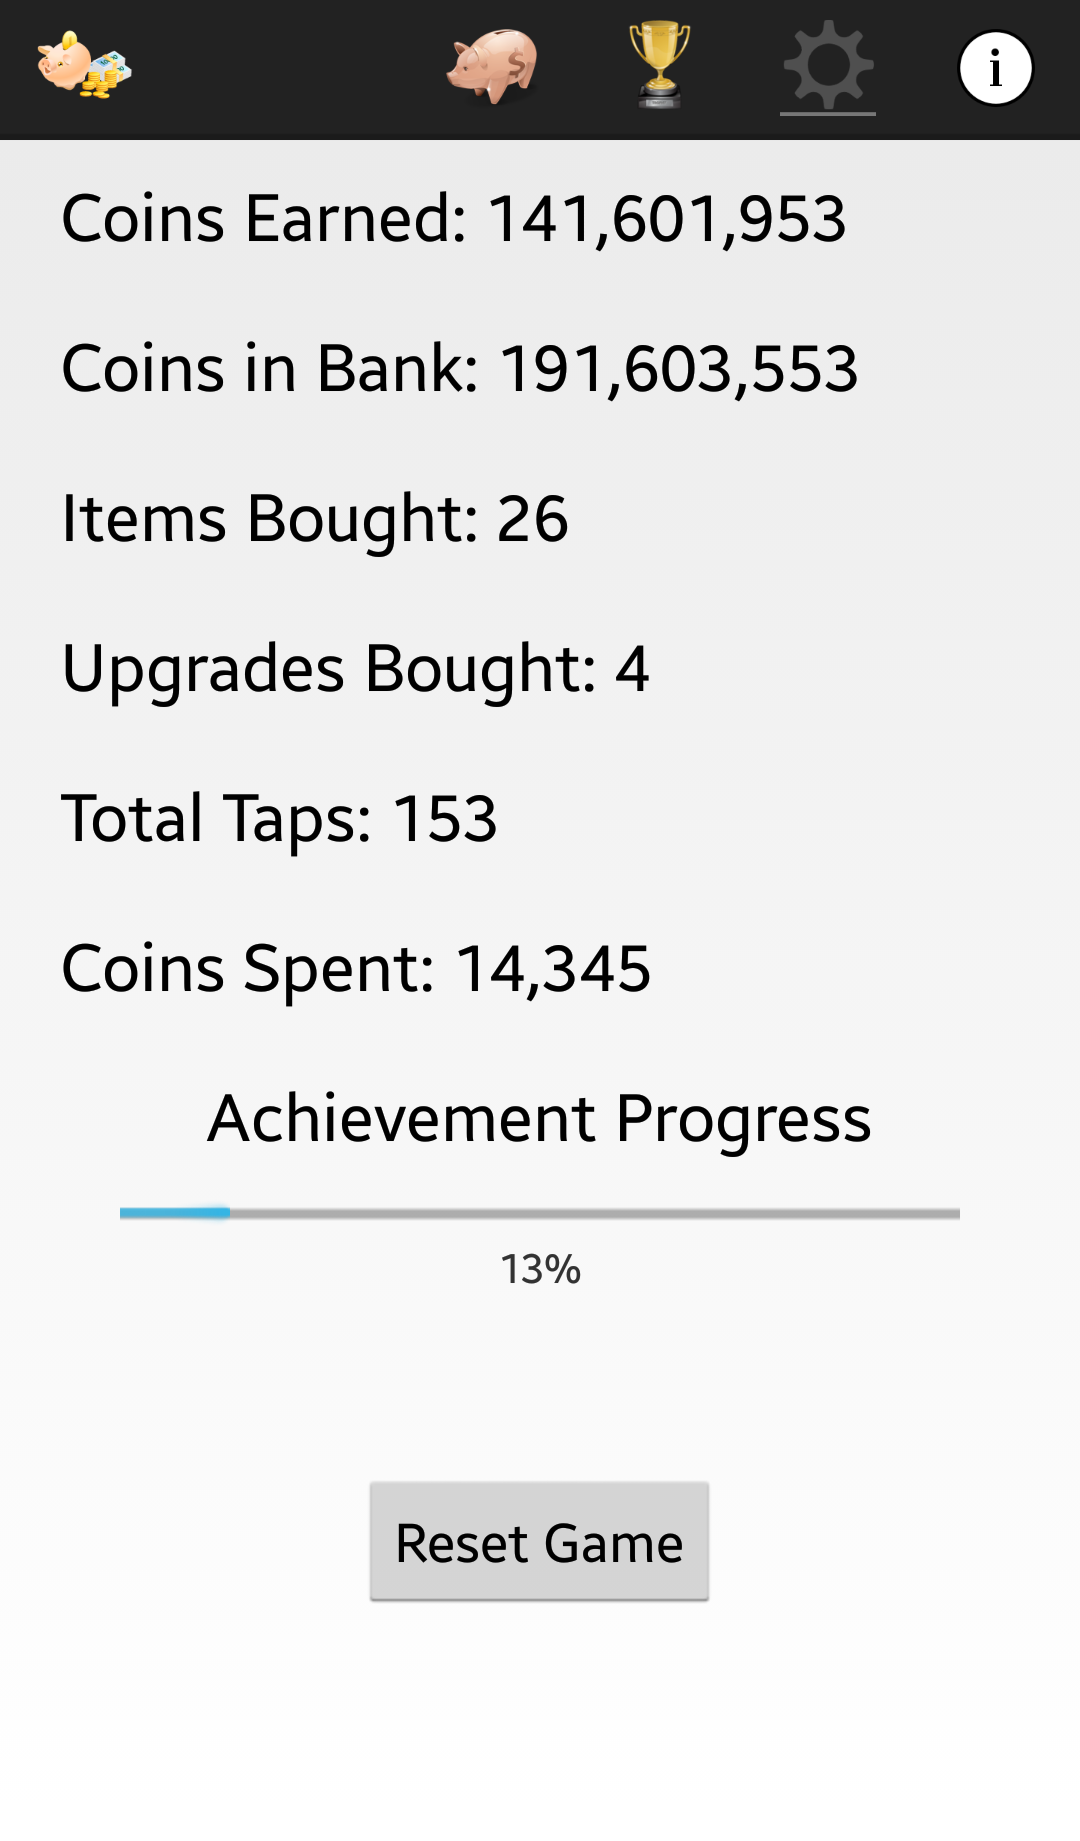 i
Coins Earned: 141,601,953
Coins in Bank: 191,603,553
Items Bought: 26
Upgrades Bought: 4
Total Taps: 153
Coins Spent: 14,345
Achievement Progress
13%
Reset Game